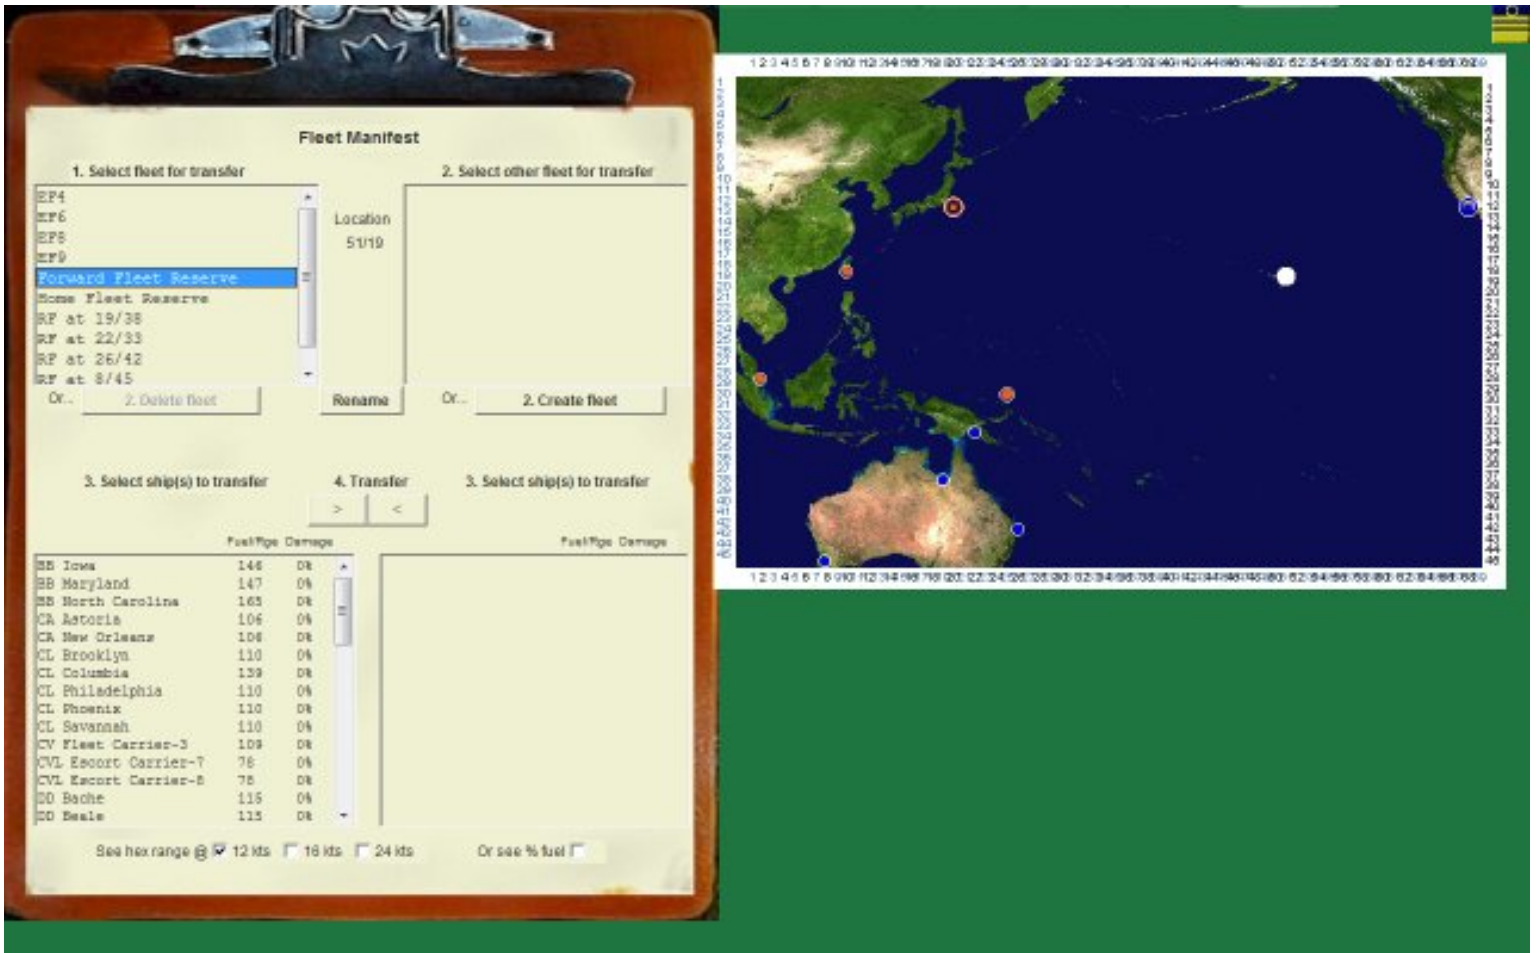 Fleet Manifest
1. Select fleet for transfer
2. Select other fleet for transfer
EF4
EF6
EF8
EF9
Forward Fleet Reserve
Home Fleet Reserve
RF at 19/38
RF at 22/33
RF at 26/42
RF at 8/45
Location
51/19
Or...
2. Delete fleet
Rename
Or...
2. Create fleet
3. Select ship(s) to transfer
4. Transfer
3. Select ship(s) to transfer
>
<
Fuel/Rge Damage
Fuel/Rge Damage
BB Iowa 146 0%
BB Maryland 147 0%
BB North Carolina 165 0%
CA Astoria 106 0%
CA New Orleans 106 0%
CL Brooklyn 110 0%
CL Columbia 139 0%
CL Philadelphia 110 0%
CL Phoenix 110 0%
CL Savannah 110 0%
CV Fleet Carrier-3 109 0%
CVL Escort Carrier-7 78 0%
CVL Escort Carrier-8 78 0%
DD Bache 115 0%
DD Beale 115 0%
See hex range @ 12 kts 16 kts 24 kts
Or see % fuel